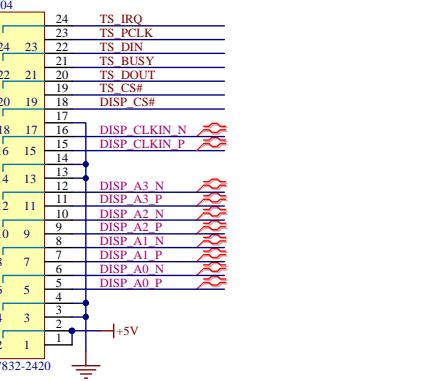 04
24 TS_IRQ
23 TS_PCLK
24 23 22 TS_DIN
21 TS_BUSY
22 21 20 TS_DOUT
19 TS_CS#
20 19 18 DISP_CS#
17
18 17 16 DISP_CLKIN_N
16 15 15 DISP_CLKIN_P
14
14 13 13
12 DISP_A3_N
12 11 11 DISP_A3_P
10 DISP_A2_N
10 9 9 DISP_A2_P
8 DISP_A1_N
8 7 7 DISP_A1_P
6 DISP_A0_N
6 5 5 DISP_A0_P
4
4 3 3
2 +5V
2 1 1
7832-2420